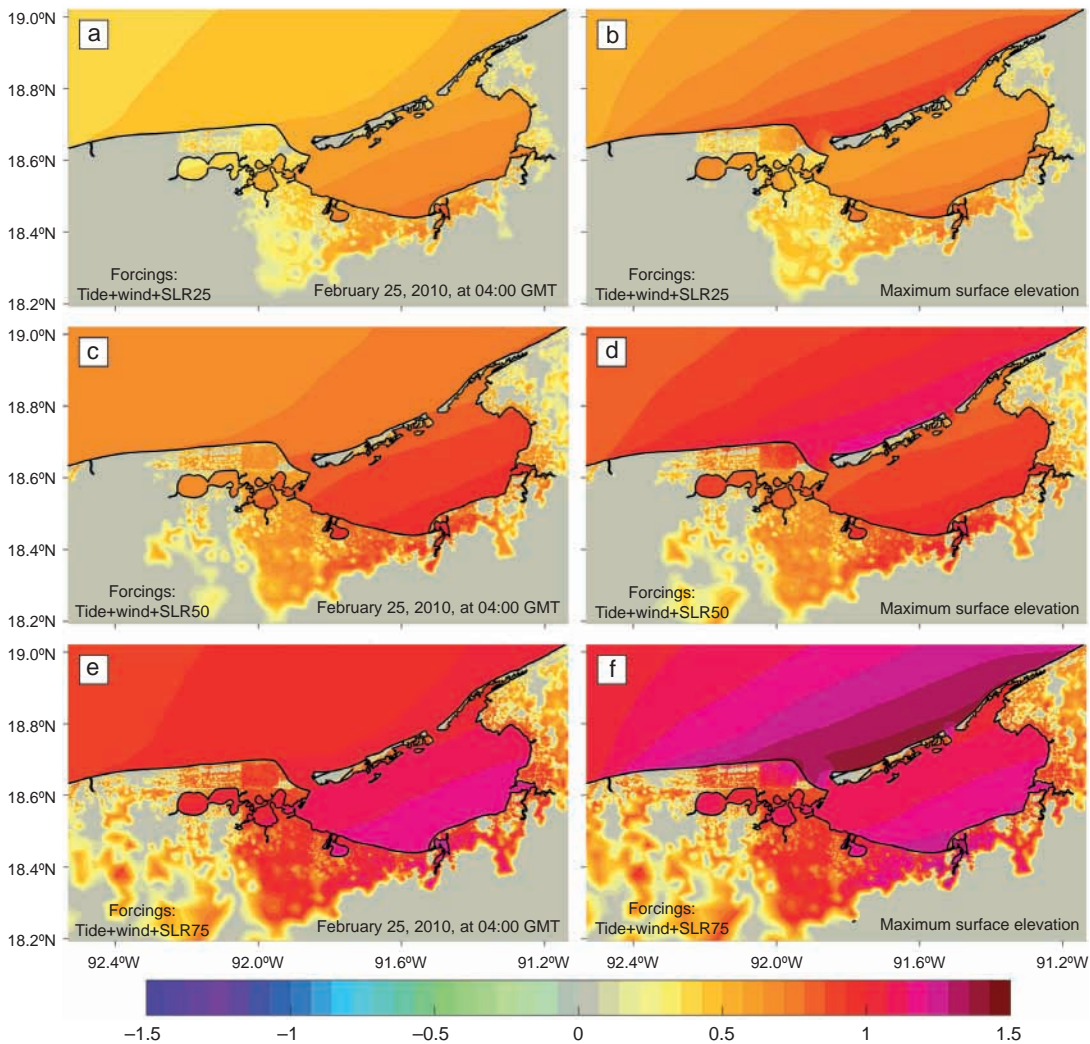 19.0ºN
a
b
18.8ºN
18.6ºN
18.4ºN
Forcings:
Tide+wind+SLR25
February 25, 2010, at 04:00 GMT
Forcings:
Tide+wind+SLR25
Maximum surface elevation
18.2ºN
19.0ºN
c
d
18.8ºN
18.6ºN
18.4ºN
Forcings:
Tide+wind+SLR50
February 25, 2010, at 04:00 GMT
Forcings:
Tide+wind+SLR50
Maximum surface elevation
18.2ºN
19.0ºN
e
f
18.8ºN
18.6ºN
18.4ºN
Forcings:
Tide+wind+SLR75
February 25, 2010, at 04:00 GMT
Forcings:
Tide+wind+SLR75
Maximum surface elevation
18.2ºN
92.4ºW 92.0ºW 91.6ºW 91.2ºW 92.4ºW 92.0ºW 91.6ºW 91.2ºW
–1.5 –1 –0.5 0 0.5 1 1.5